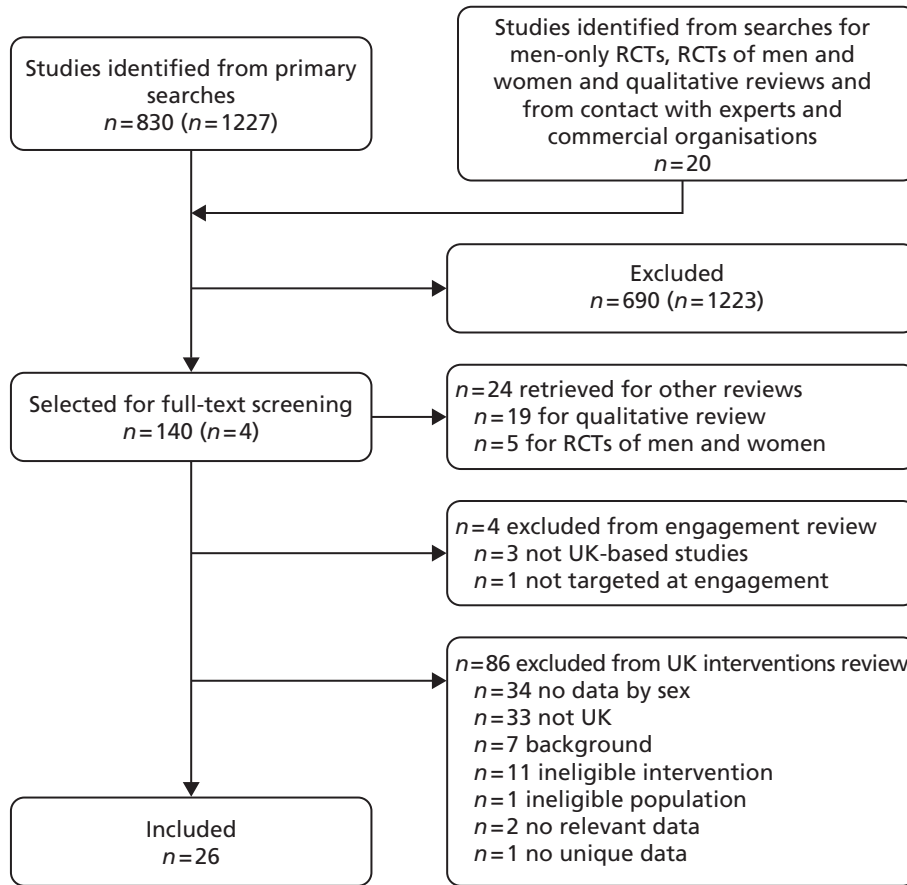 Studies identified from primary
searches
n=830 (n=1227)
Studies identified from searches for
men-only RCTs, RCTs of men and
women and qualitative reviews and
from contact with experts and
commercial organisations
n=20
Excluded
n=690 (n=1223)
Selected for full-text screening
n=140 (n=4)
n=24 retrieved for other reviews
n=19 for qualitative review
n=5 for RCTs of men and women
n=4 excluded from engagement review
n=3 not UK-based studies
n=1 not targeted at engagement
n=86 excluded from UK interventions review
n=34 no data by sex
n=33 not UK
n=7 background
n=11 ineligible intervention
n=1 ineligible population
n=2 no relevant data
n=1 no unique data
Included
n=26